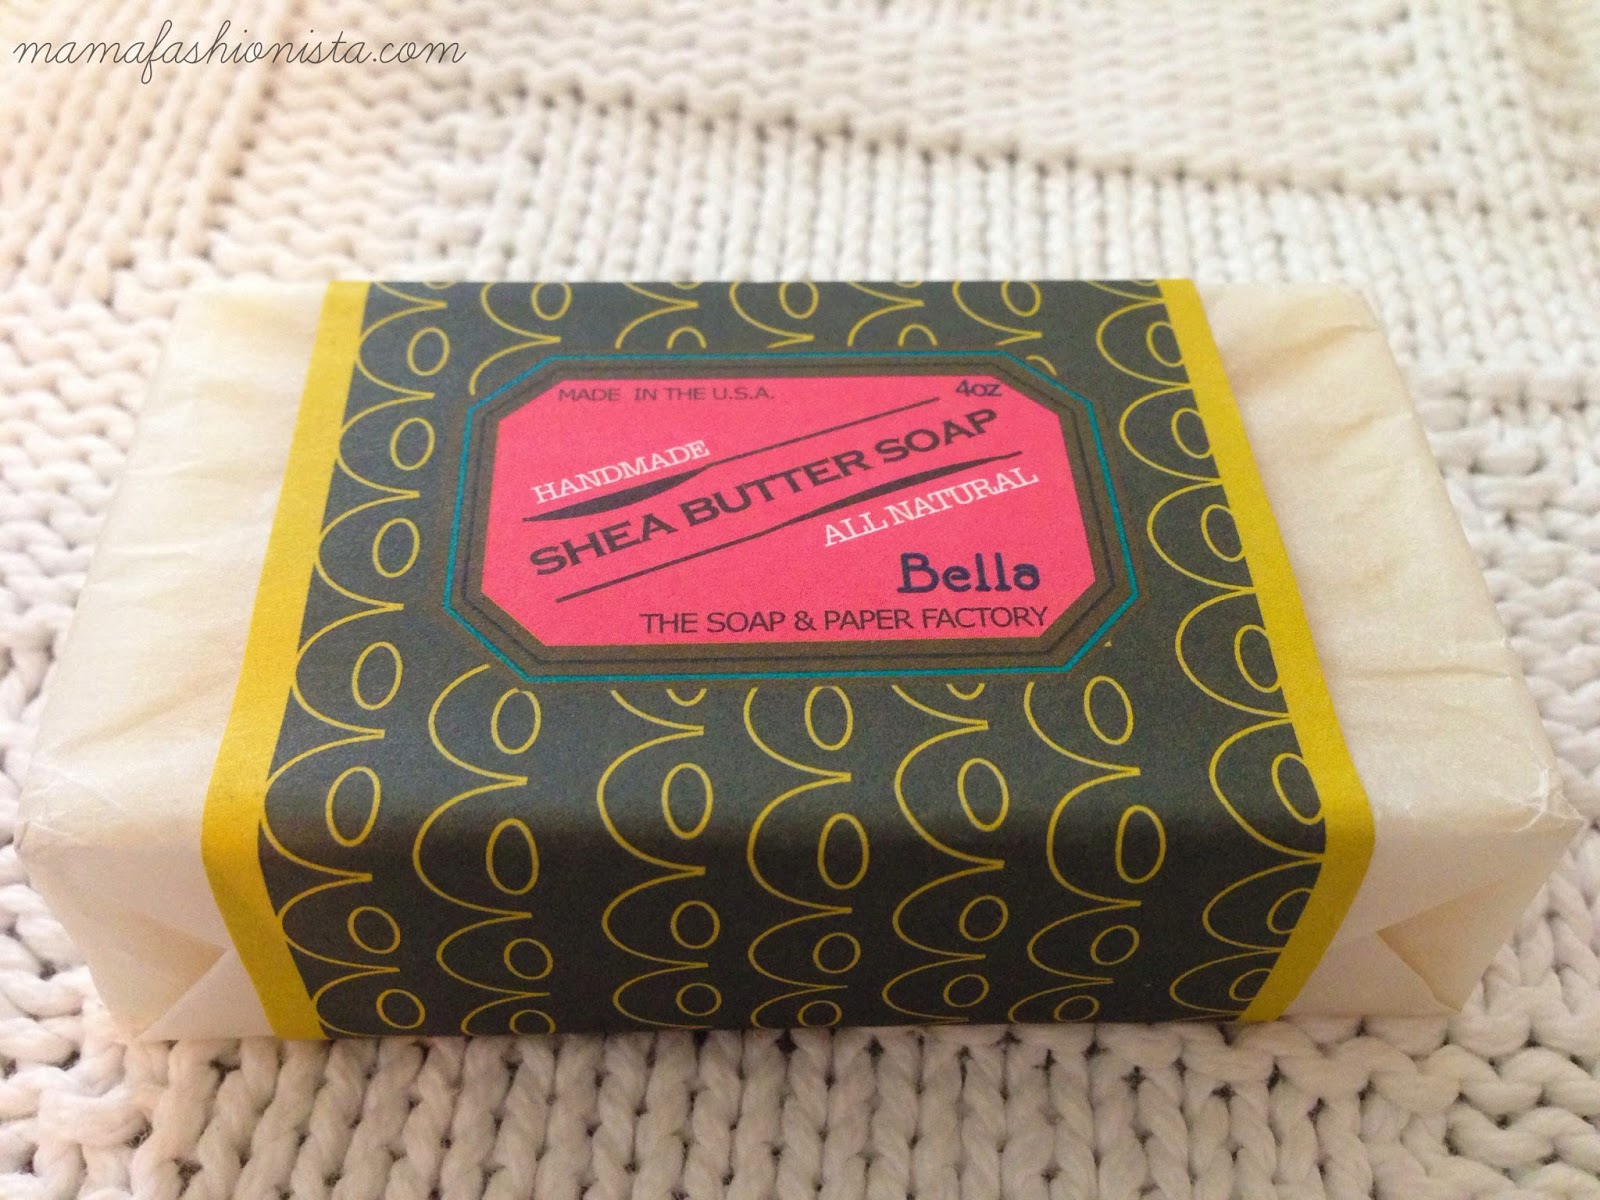 mamafashionista.com
MADE IN THE U.S.A.
4oz
HANDMADE
SHEA BUTTER SOAP
ALL NATURAL
Bella
THE SOAP & PAPER FACTORY